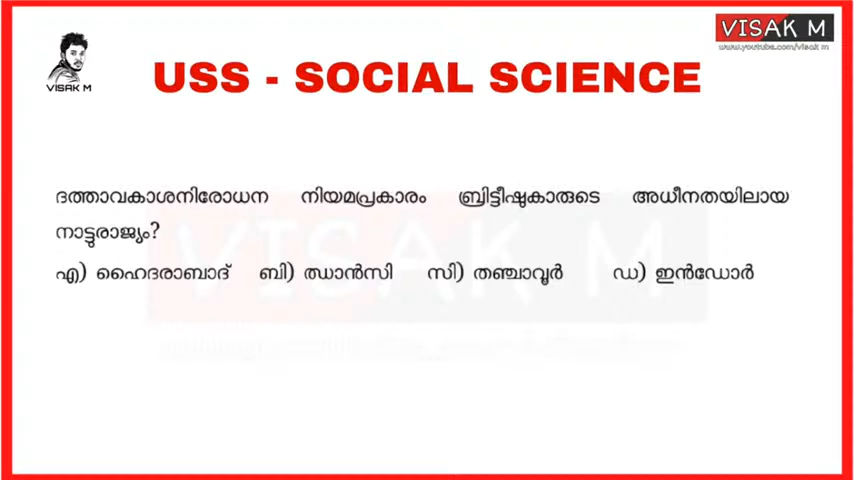 VISAK M
www.youtube.com/visak m
VISAK M
USS - SOCIAL SCIENCE
ദത്താവകാശനിരോധന നിയമപ്രകാരം ബ്രിട്ടീഷുകാരുടെ അധീനതയിലായ
നാട്ടുരാജ്യം?
എ) ഹൈദരാബാദ് ബി) ഝാൻസി സി) തഞ്ചാവൂർ ഡ) ഇൻഡോർ
VISAK M